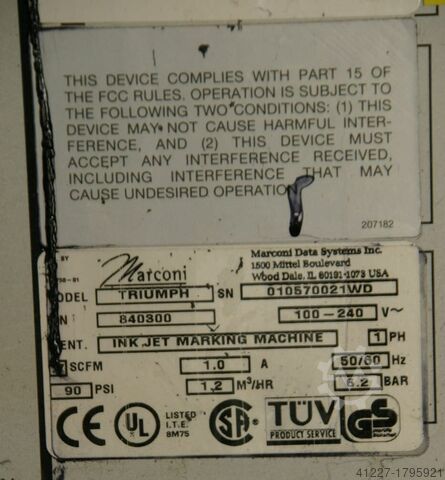 THIS DEVICE COMPLIES WITH PART 15 OF
THE FCC RULES. OPERATION IS SUBJECT TO
THE FOLLOWING TWO CONDITIONS: (1) THIS
DEVICE MAY NOT CAUSE HARMFUL INTER-
FERENCE, AND (2) THIS DEVICE MUST
ACCEPT ANY INTERFERENCE RECEIVED,
INCLUDING INTERFERENCE THAT MAY
CAUSE UNDESIRED OPERATION
207182
BY Marconi Marconi Data Systems Inc.
1500 Mittel Boulevard
Wood Dale, IL 60191-1073 USA
ODEL TRIUMPH SN 010570021WD
N 840300 100-240 V~
ENT. INK JET MARKING MACHINE 1 PH
SCFM 1.0 A 50/60 Hz
90 PSI 1.2 M³/HR 6.2 BAR
CE UL LISTED I.T.E. 8M75 SA TÜV PRODUCT SERVICE GS
41227-1795921